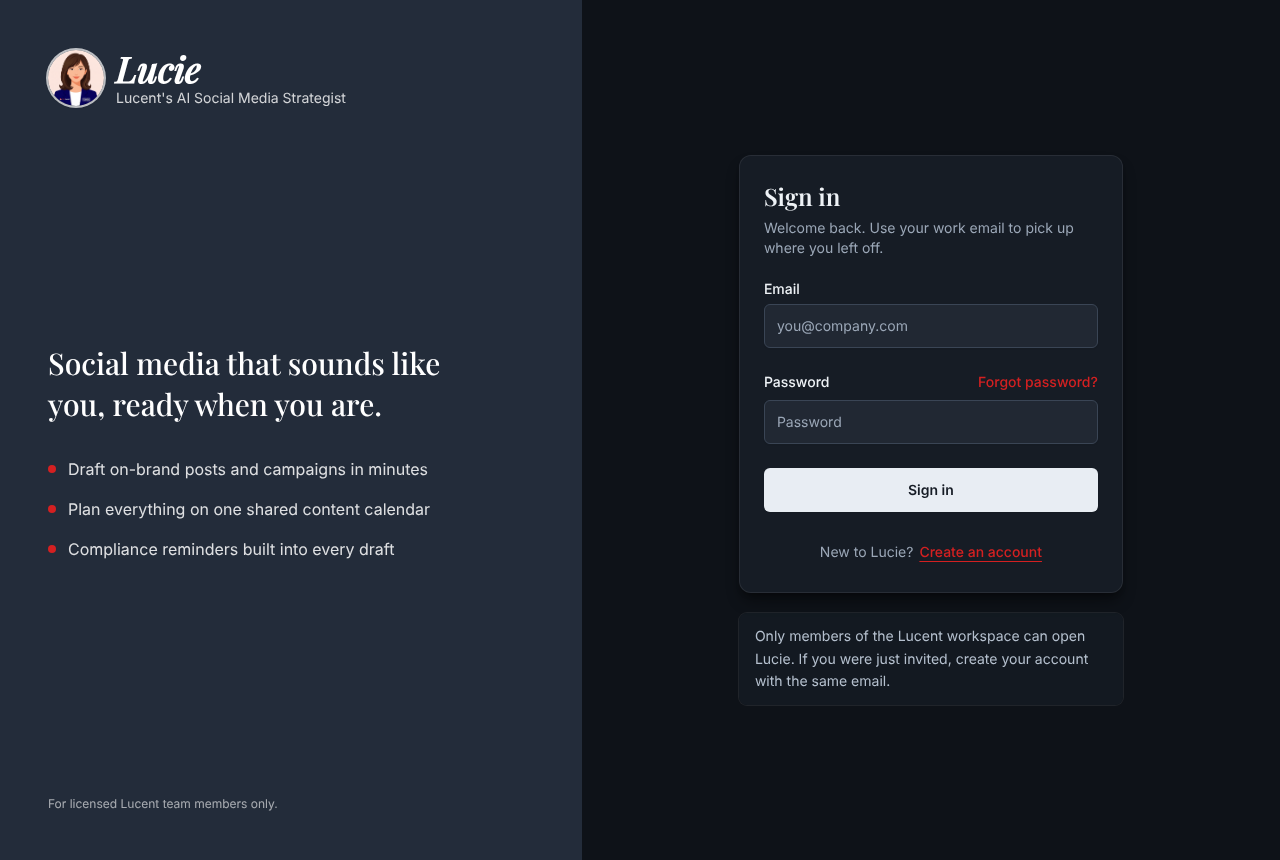 Lucie
Lucent's AI Social Media Strategist
Social media that sounds like
you, ready when you are.
Draft on-brand posts and campaigns in minutes
Plan everything on one shared content calendar
Compliance reminders built into every draft
For licensed Lucent team members only.
Sign in
Welcome back. Use your work email to pick up
where you left off.
Email
you@company.com
Password Forgot password?
Password
Sign in
New to Lucie? Create an account
Only members of the Lucent workspace can open
Lucie. If you were just invited, create your account
with the same email.